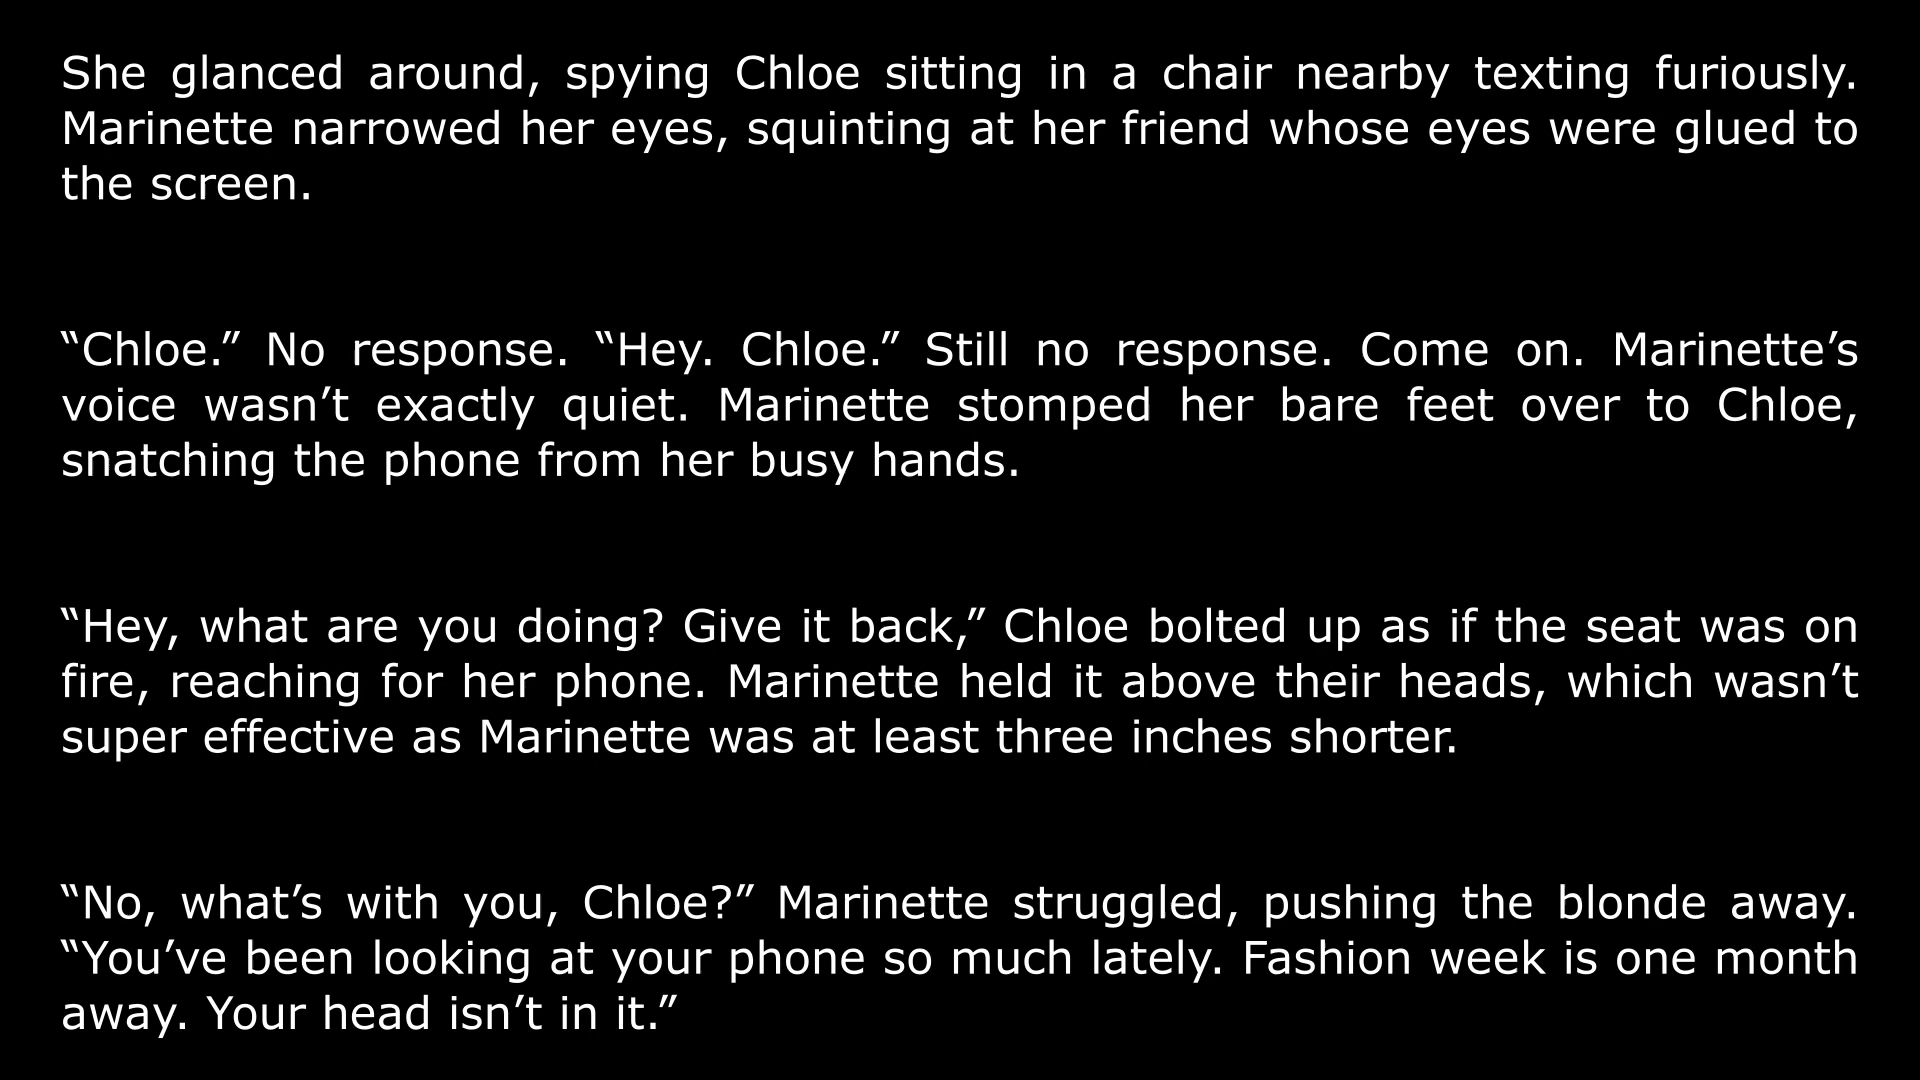 She glanced around, spying Chloe sitting in a chair nearby texting furiously.
Marinette narrowed her eyes, squinting at her friend whose eyes were glued to
the screen.
“Chloe.” No response. “Hey. Chloe.” Still no response. Come on. Marinette’s
voice wasn’t exactly quiet. Marinette stomped her bare feet over to Chloe,
snatching the phone from her busy hands.
“Hey, what are you doing? Give it back,” Chloe bolted up as if the seat was on
fire, reaching for her phone. Marinette held it above their heads, which wasn’t
super effective as Marinette was at least three inches shorter.
“No, what’s with you, Chloe?” Marinette struggled, pushing the blonde away.
“You’ve been looking at your phone so much lately. Fashion week is one month
away. Your head isn’t in it.”